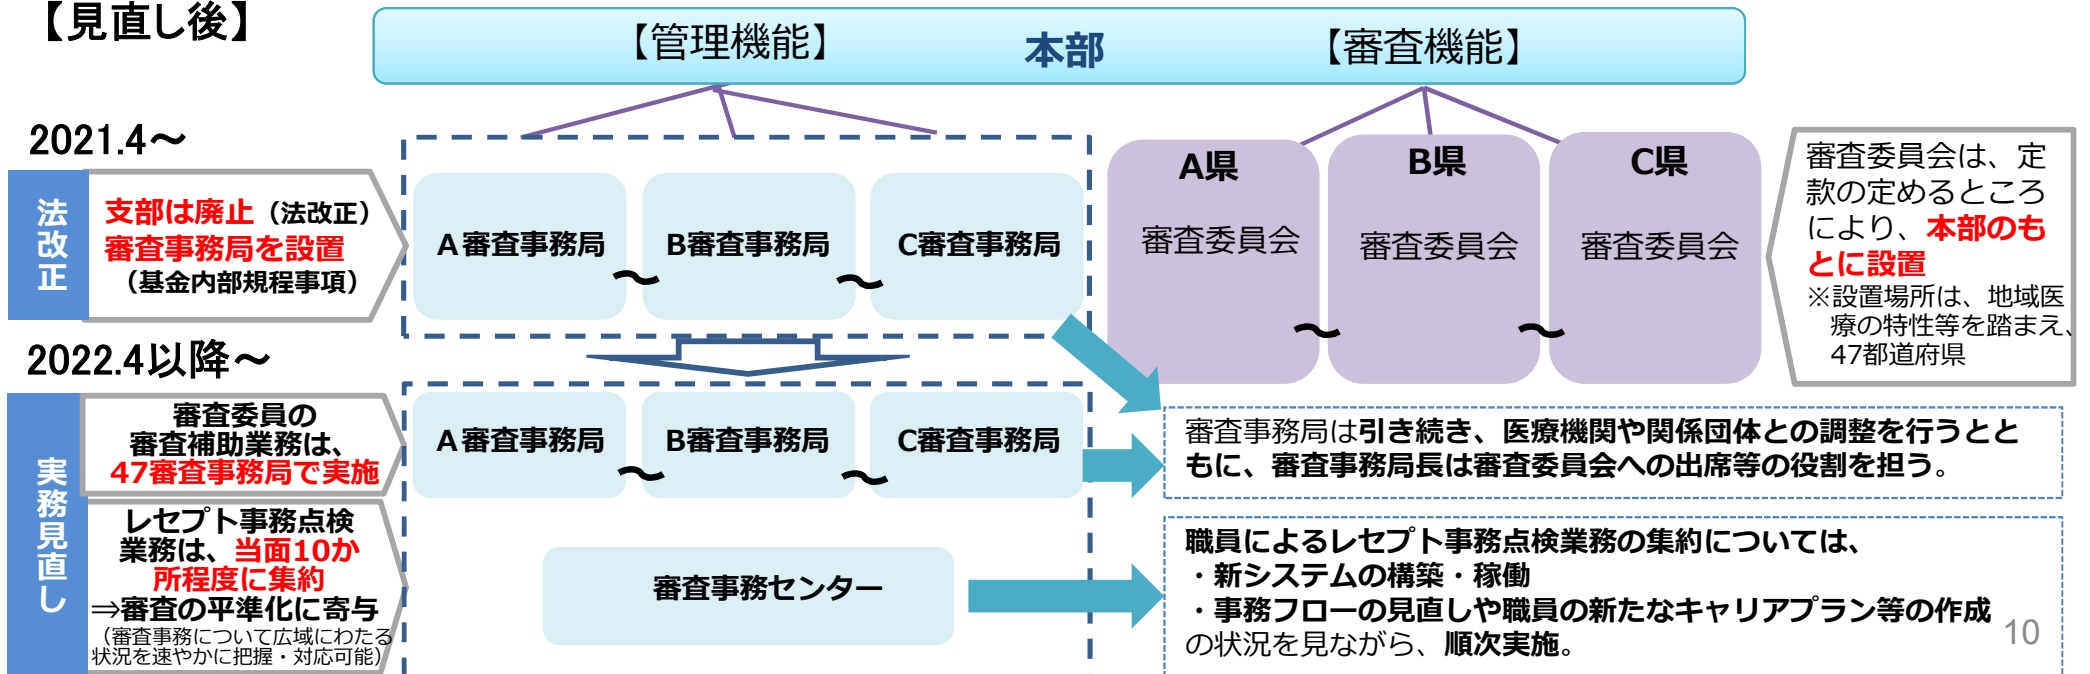 【見直し後】
【管理機能】
本部
【審査機能】
2021.4～
法改正
支部は廃止（法改正）
審査事務局を設置
（基金内部規程事項）
A審査事務局
B審査事務局
C審査事務局
～
～
A県
審査委員会
B県
審査委員会
C県
審査委員会
～
～
審査委員会は、定
款の定めるところ
により、本部のも
とに設置
※設置場所は、地域医
療の特性等を踏まえ、
47都道府県
2022.4以降～
実務見直し
審査委員の
審査補助業務は、
47審査事務局で実施
レセプト事務点検
業務は、当面10か
所程度に集約
⇒審査の平準化に寄与
（審査事務について広域にわたる
状況を速やかに把握・対応可能）
A審査事務局
B審査事務局
C審査事務局
～
～
審査事務センター
審査事務局は引き続き、医療機関や関係団体との調整を行うとと
もに、審査事務局長は審査委員会への出席等の役割を担う。
職員によるレセプト事務点検業務の集約については、
・新システムの構築・稼働
・事務フローの見直しや職員の新たなキャリアプラン等の作成
の状況を見ながら、順次実施。
10